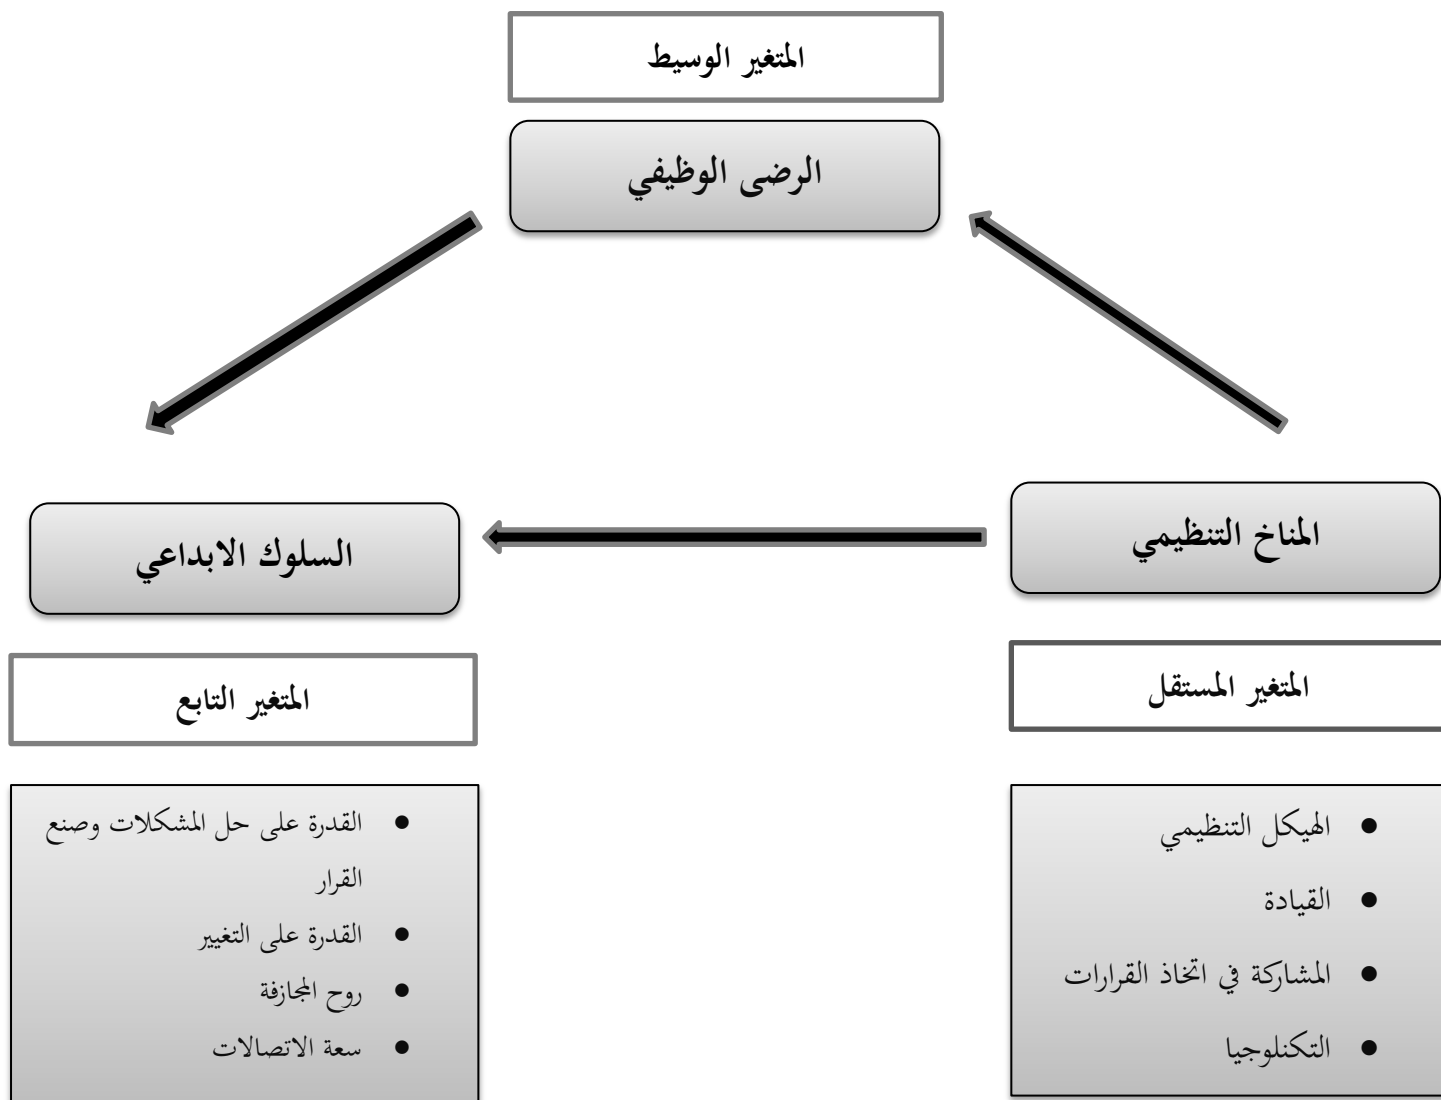 المتغير الوسيط
الرضى الوظيفي
المناخ التنظيمي
السلوك الابداعي
المتغير المستقل
المتغير التابع
● الهيكل التنظيمي
● القيادة
● المشاركة في اتخاذ القرارات
● التكنلوجيا
● القدرة على حل المشكلات وصنع
القرار
● القدرة على التغيير
● روح المجازفة
● سعة الاتصالات